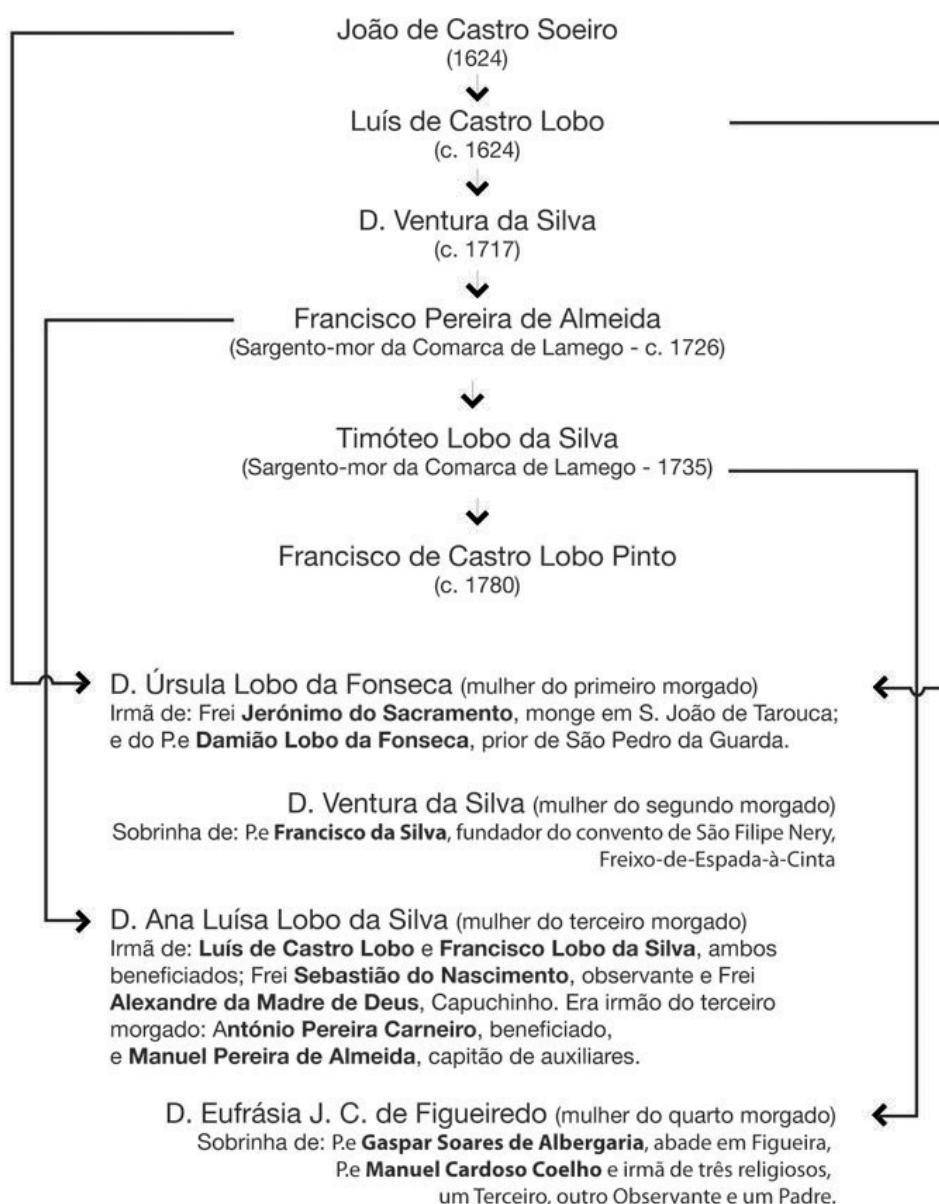 João de Castro Soeiro
(1624)
Luís de Castro Lobo
(c. 1624)
D. Ventura da Silva
(c. 1717)
Francisco Pereira de Almeida
(Sargento-mor da Comarca de Lamego - c. 1726)
Timóteo Lobo da Silva
(Sargento-mor da Comarca de Lamego - 1735)
Francisco de Castro Lobo Pinto
(c. 1780)
D. Úrsula Lobo da Fonseca (mulher do primeiro morgado)
Irmã de: Frei Jerónimo do Sacramento, monge em S. João de Tarouca;
e do P.e Damião Lobo da Fonseca, prior de São Pedro da Guarda.
D. Ventura da Silva (mulher do segundo morgado)
Sobrinha de: P.e Francisco da Silva, fundador do convento de São Filipe Nery,
Freixo-de-Espada-à-Cinta
D. Ana Luísa Lobo da Silva (mulher do terceiro morgado)
Irmã de: Luís de Castro Lobo e Francisco Lobo da Silva, ambos
beneficiados; Frei Sebastião do Nascimento, observante e Frei
Alexandre da Madre de Deus, Capuchinho. Era irmão do terceiro
morgado: António Pereira Carneiro, beneficiado,
e Manuel Pereira de Almeida, capitão de auxiliares.
D. Eufrásia J. C. de Figueiredo (mulher do quarto morgado)
Sobrinha de: P.e Gaspar Soares de Albergaria, abade em Figueira,
P.e Manuel Cardoso Coelho e irmã de três religiosos,
um Terceiro, outro Observante e um Padre.